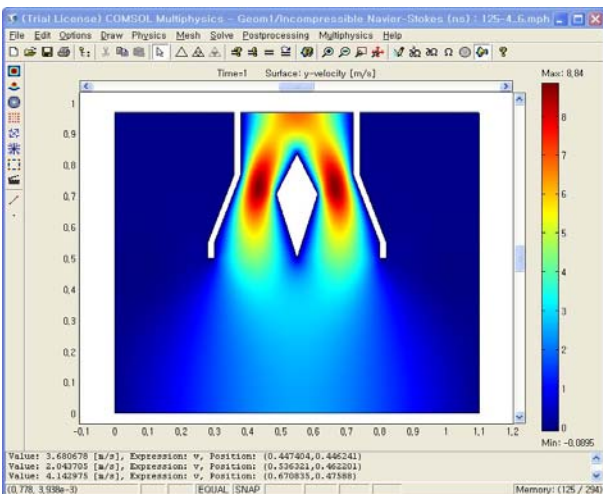 (Trial License) COMSOL Multiphysics - Geom1/Incompressible Navier-Stokes (ns) : 125-4_6.mph
File Edit Options Draw Physics Mesh Solve Postprocessing Multiphysics Help
Time=1 Surface: y-velocity [m/s]
Max: 8.84
1
0.9
0.8
0.7
0.6
0.5
0.4
0.3
0.2
0.1
0
-0.1 0 0.1 0.2 0.3 0.4 0.5 0.6 0.7 0.8 0.9 1 1.1 1.2
8
7
6
5
4
3
2
1
0
Min: -0.0895
Value: 3.680678 [m/s], Expression: v, Position: (0.447404,0.446241)
Value: 2.043705 [m/s], Expression: v, Position: (0.536321,0.462201)
Value: 4.142975 [m/s], Expression: v, Position: (0.670835,0.47588)
(0.778, 3.938e-3) EQUAL SNAP Memory: (125 / 294)